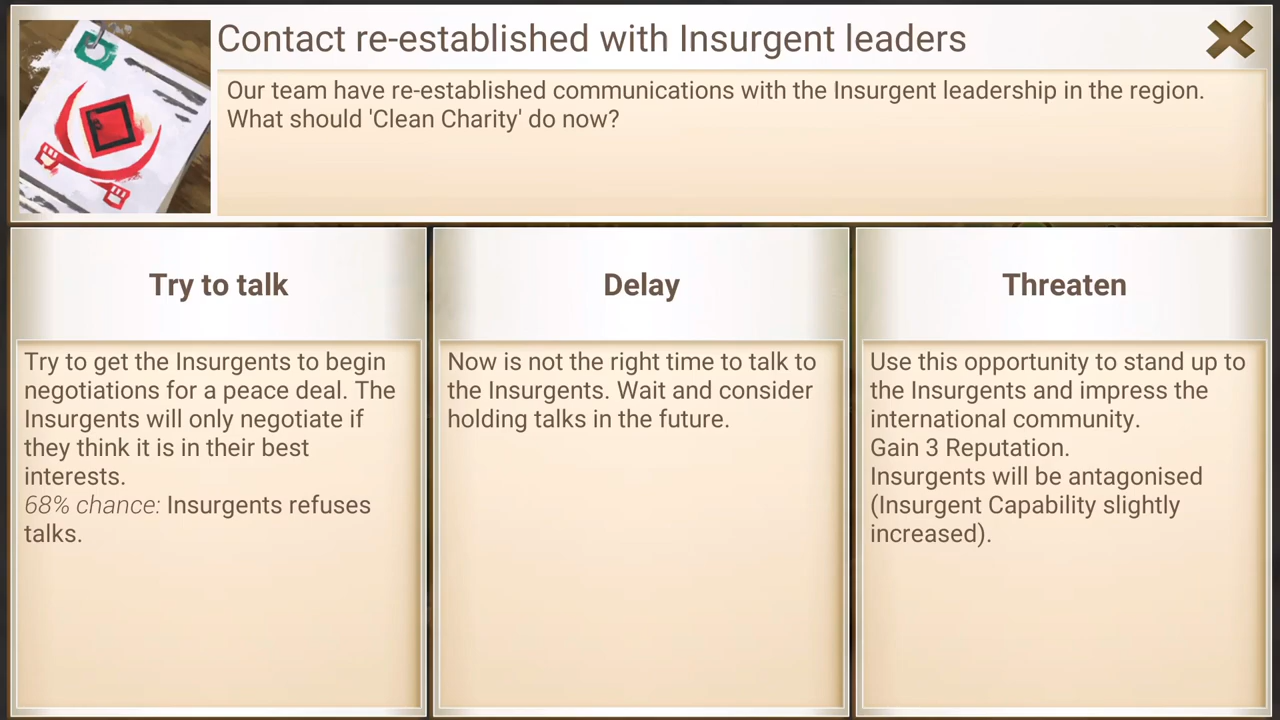 Contact re-established with Insurgent leaders
Our team have re-established communications with the Insurgent leadership in the region.
What should 'Clean Charity' do now?
Try to talk
Try to get the Insurgents to begin
negotiations for a peace deal. The
Insurgents will only negotiate if
they think it is in their best
interests.
68% chance: Insurgents refuses
talks.
Delay
Now is not the right time to talk to
the Insurgents. Wait and consider
holding talks in the future.
Threaten
Use this opportunity to stand up to
the Insurgents and impress the
international community.
Gain 3 Reputation.
Insurgents will be antagonised
(Insurgent Capability slightly
increased).